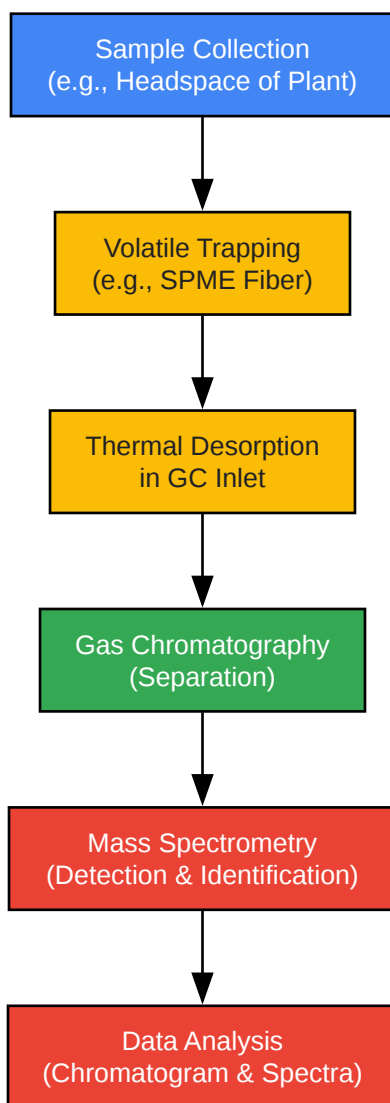 Sample Collection
(e.g., Headspace of Plant)
Volatile Trapping
(e.g., SPME Fiber)
Thermal Desorption
in GC Inlet
Gas Chromatography
(Separation)
Mass Spectrometry
(Detection & Identification)
Data Analysis
(Chromatogram & Spectra)